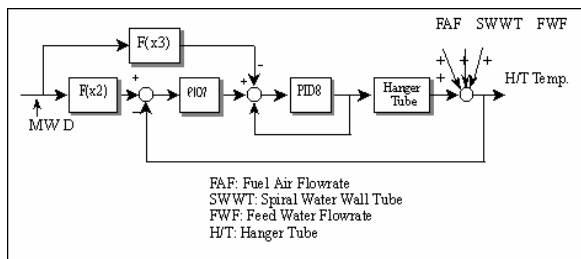 FAF SWWT FWF
F(x3)
+ + +
H/T Temp.
+ − +
F(x2) + PID7 + PID8 Hanger Tube
−
MW D
FAF: Fuel Air Flowrate
SWWT: Spiral Water Wall Tube
FWF: Feed Water Flowrate
H/T: Hanger Tube